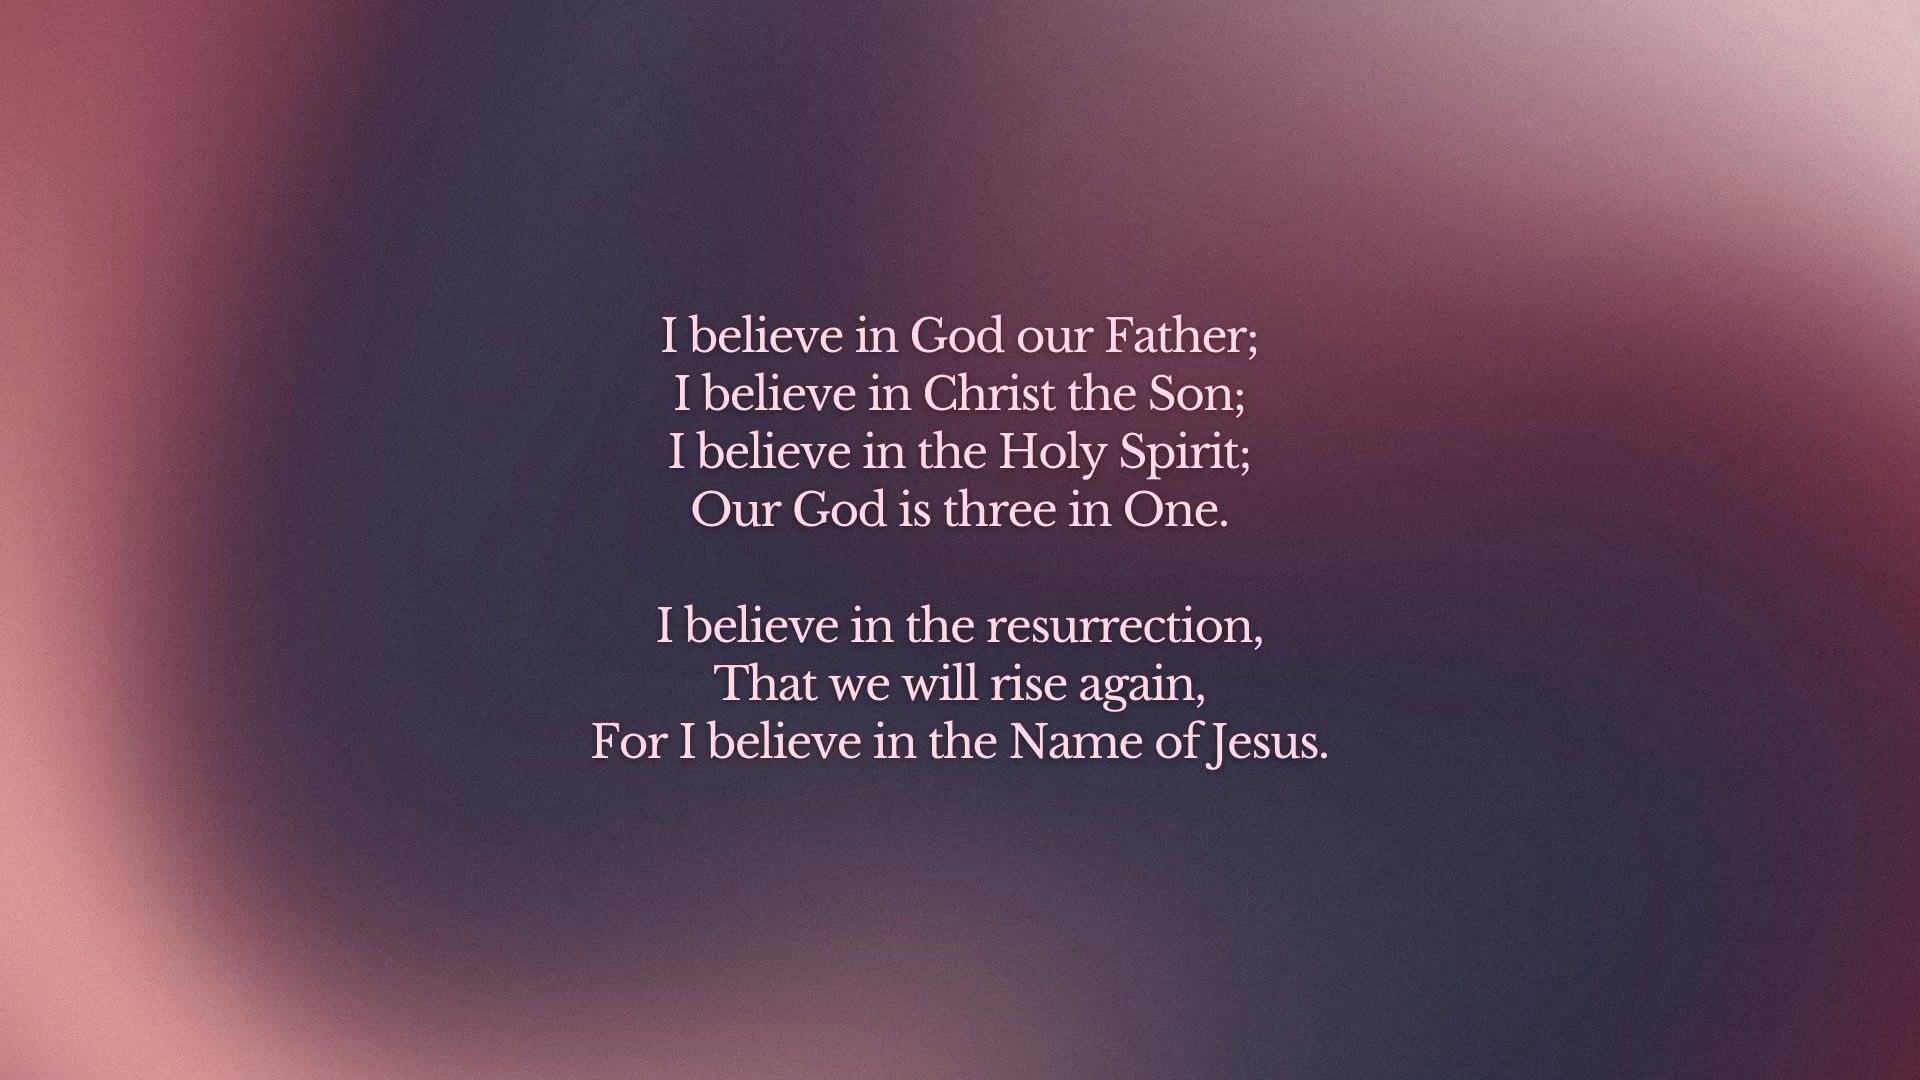 I believe in God our Father;
I believe in Christ the Son;
I believe in the Holy Spirit;
Our God is three in One.
I believe in the resurrection,
That we will rise again,
For I believe in the Name of Jesus.